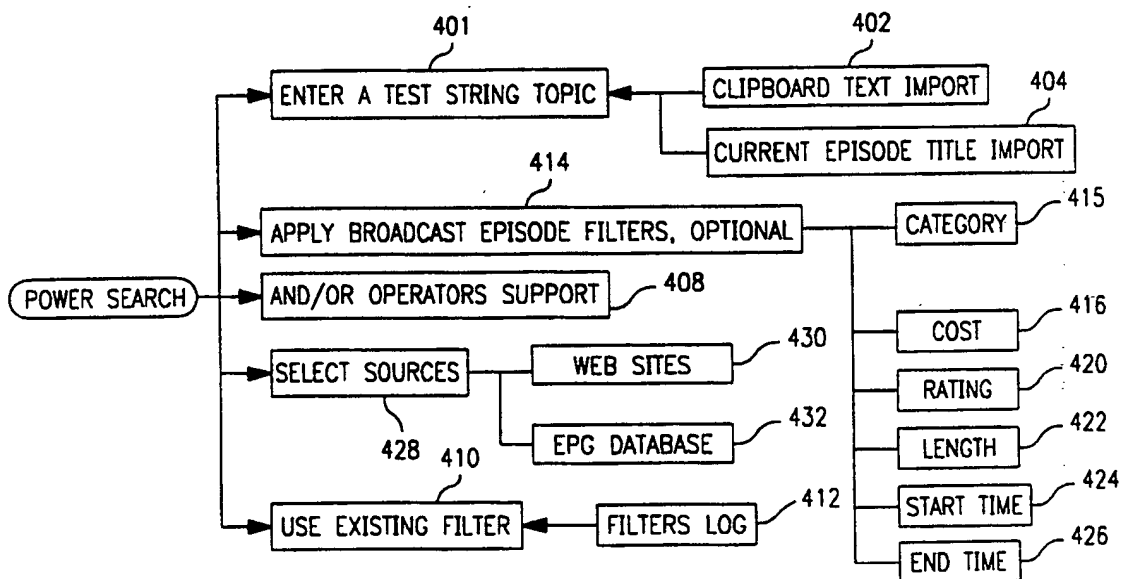 401
402
ENTER A TEST STRING TOPIC
CLIPBOARD TEXT IMPORT
404
CURRENT EPISODE TITLE IMPORT
414
415
APPLY BROADCAST EPISODE FILTERS, OPTIONAL
CATEGORY
POWER SEARCH
AND/OR OPERATORS SUPPORT
408
COST
416
SELECT SOURCES
WEB SITES
430
RATING
420
428
EPG DATABASE
432
LENGTH
422
410
USE EXISTING FILTER
FILTERS LOG
412
START TIME
424
END TIME
426